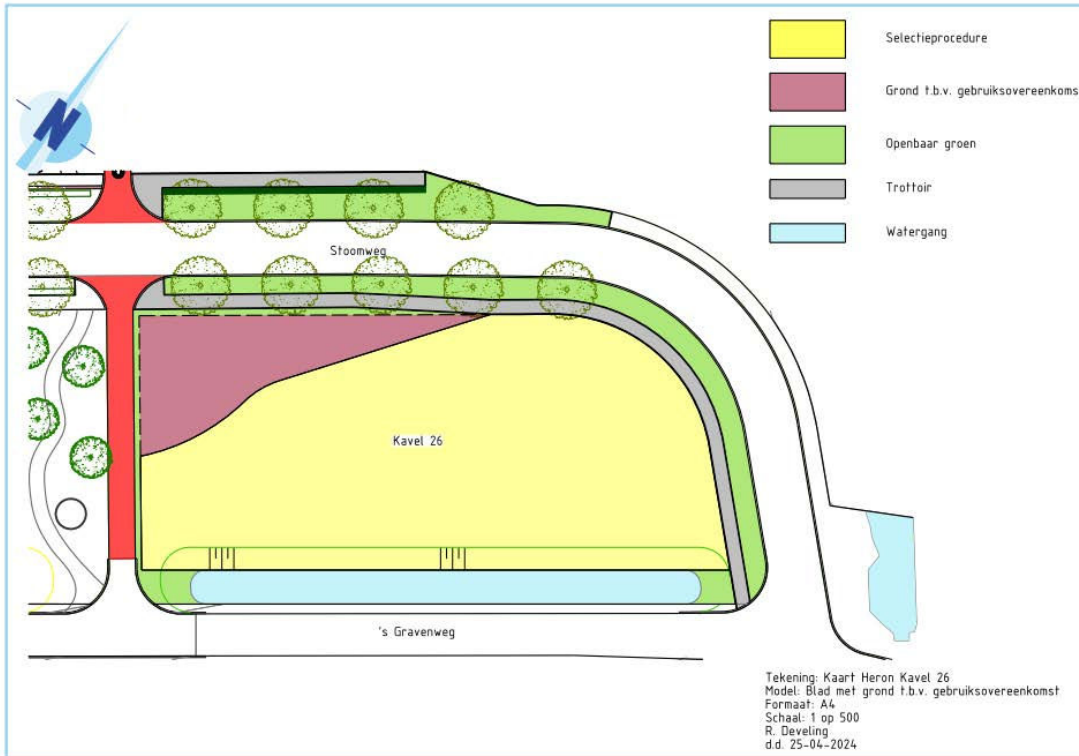 Selectieprocedure
Grond t.b.v. gebruiksovereenkoms
Openbaar groen
Trottoir
Watergang
N
Stoomweg
Kavel 26
's Gravenweg
Tekening: Kaart Heron Kavel 26
Model: Blad met grond t.b.v. gebruiksovereenkomst
Formaat: A4
Schaal: 1 op 500
R. Develing
d.d. 25-04-2024